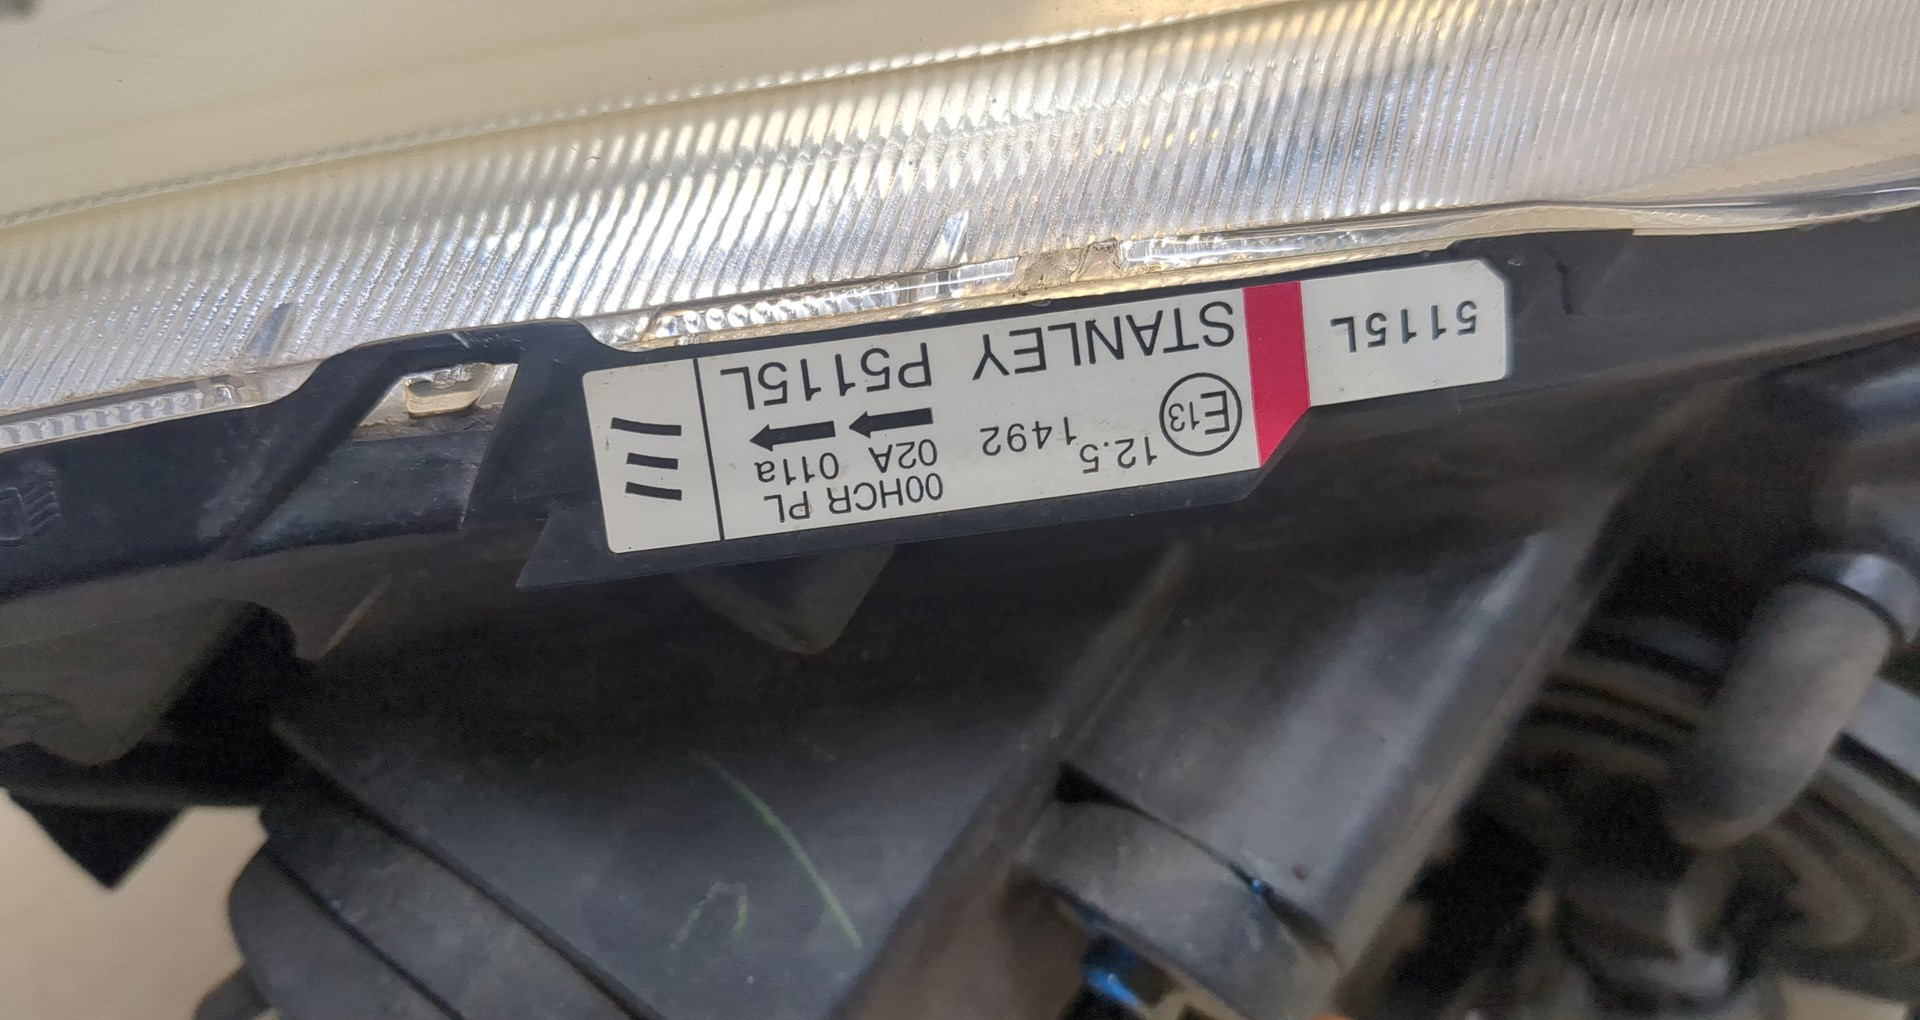 5115L
STANLEY P5115L
E13
12.5
1492
02A 011a
00HCR PL